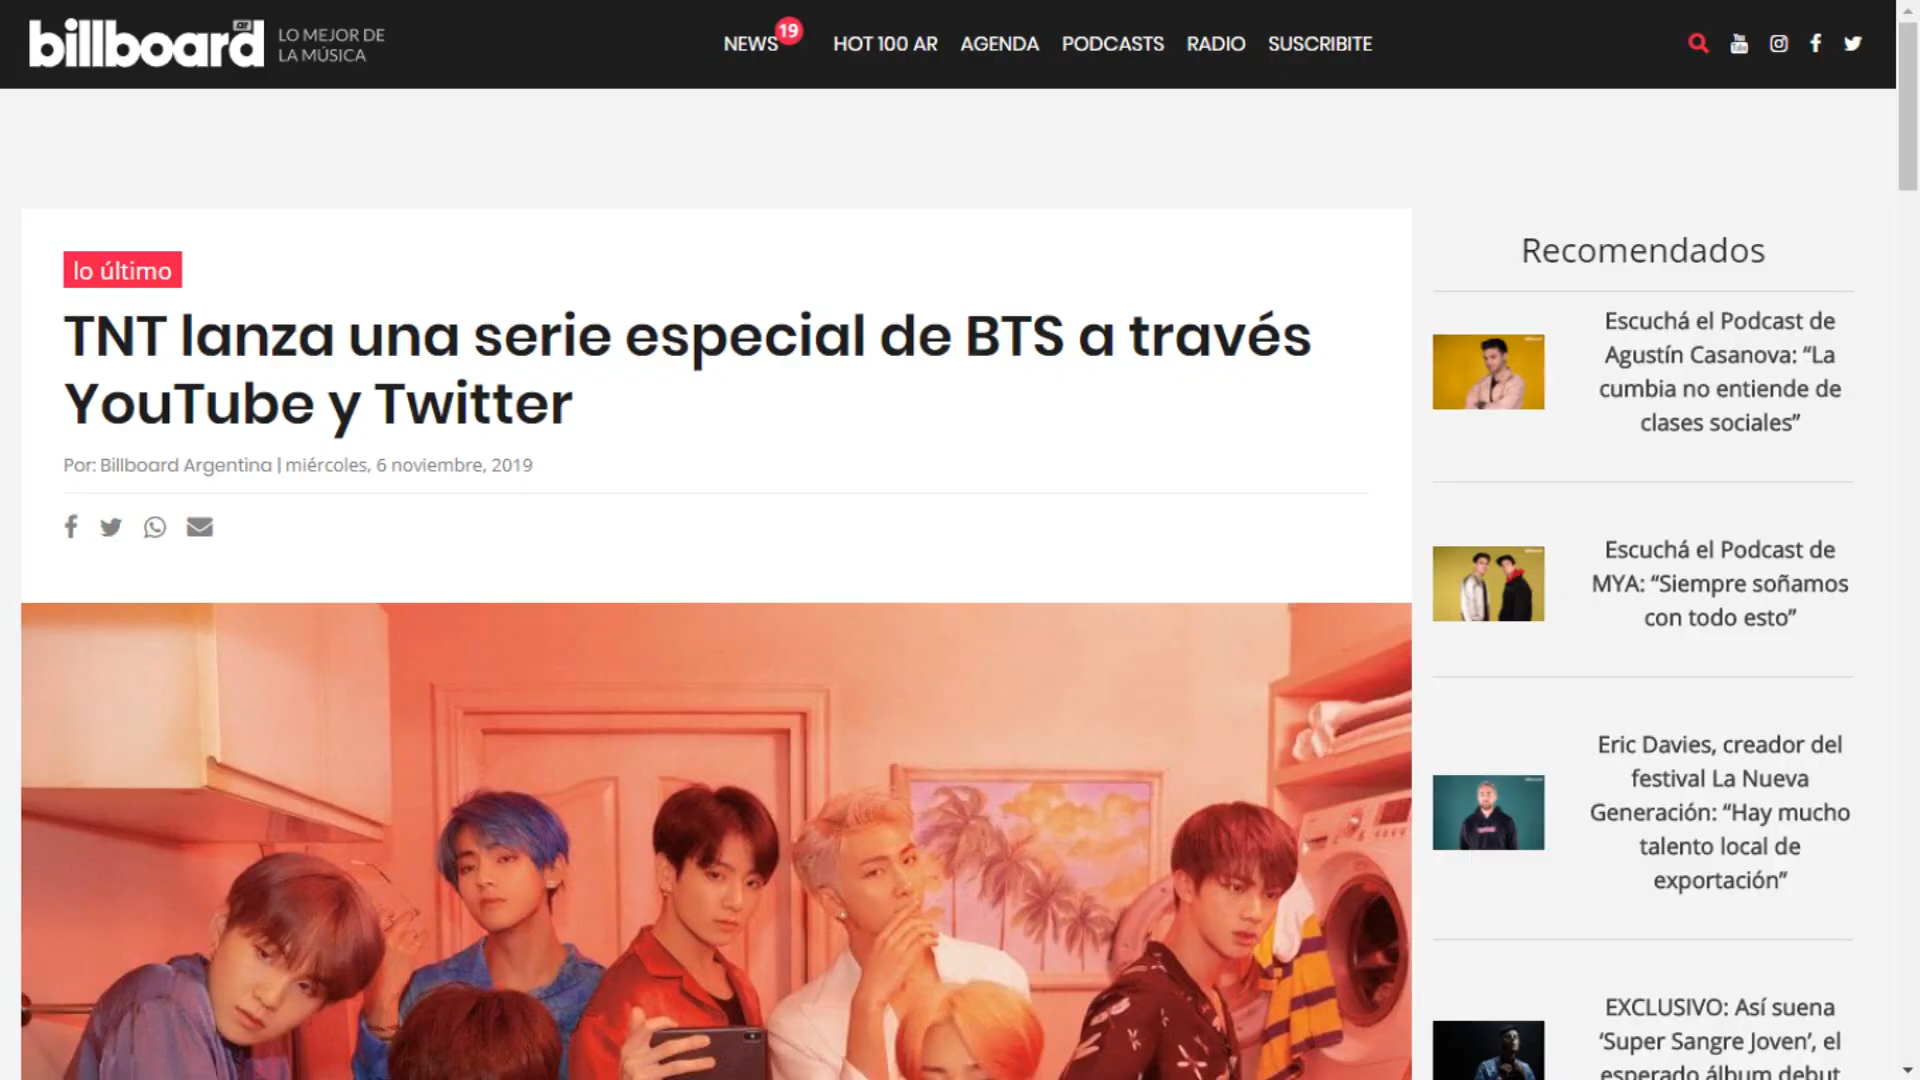 billboard ar
LO MEJOR DE
LA MÚSICA
NEWS 19
HOT 100 AR
AGENDA
PODCASTS
RADIO
SUSCRIBITE
lo último
TNT lanza una serie especial de BTS a través
YouTube y Twitter
Por: Billboard Argentina | miércoles, 6 noviembre, 2019
Recomendados
Escuchá el Podcast de
Agustín Casanova: “La
cumbia no entiende de
clases sociales”
Escuchá el Podcast de
MYA: “Siempre soñamos
con todo esto”
Eric Davies, creador del
festival La Nueva
Generación: “Hay mucho
talento local de
exportación”
EXCLUSIVO: Así suena
‘Super Sangre Joven’, el
esperado álbum debut